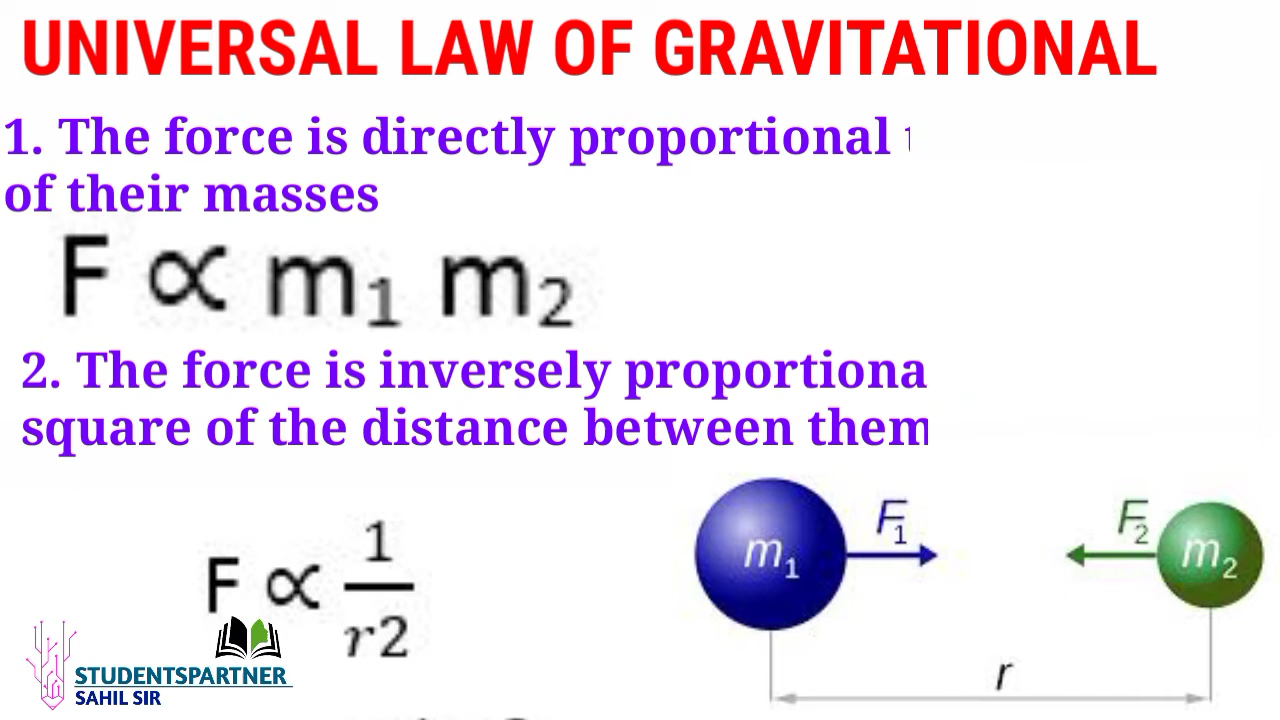 UNIVERSAL LAW OF GRAVITATIONAL
1. The force is directly proportional
of their masses
F ∝ m₁ m₂
2. The force is inversely proportiona
square of the distance between them
F ∝ 1/r2
m₁ F₁ F₂ m₂
r
STUDENTSPARTNER
SAHIL SIR